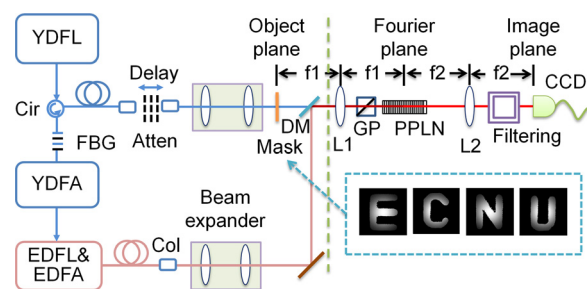 YDFL
Cir
FBG
YDFA
EDFL&
EDFA
Delay
Atten
Col
Beam
expander
Object
plane
Fourier
plane
Image
plane
f1
f1
f2
f2
CCD
DM
Mask
L1
GP
PPLN
L2
Filtering
E C N U